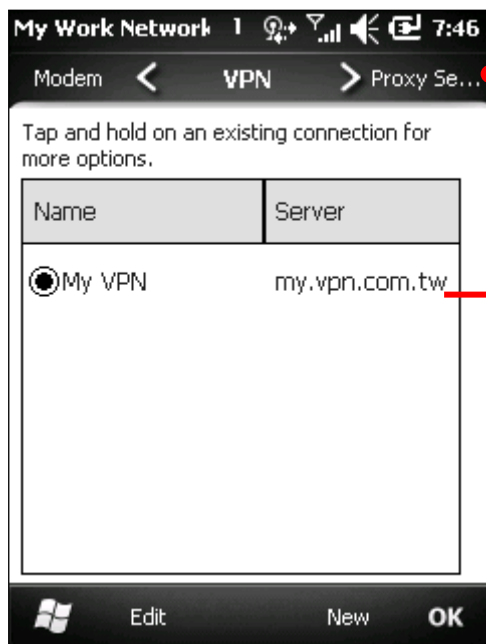 My Work Network 1 7:46
Modem VPN Proxy Se...
Tap and hold on an existing connection for
more options.
Name Server
My VPN my.vpn.com.tw
Edit New OK